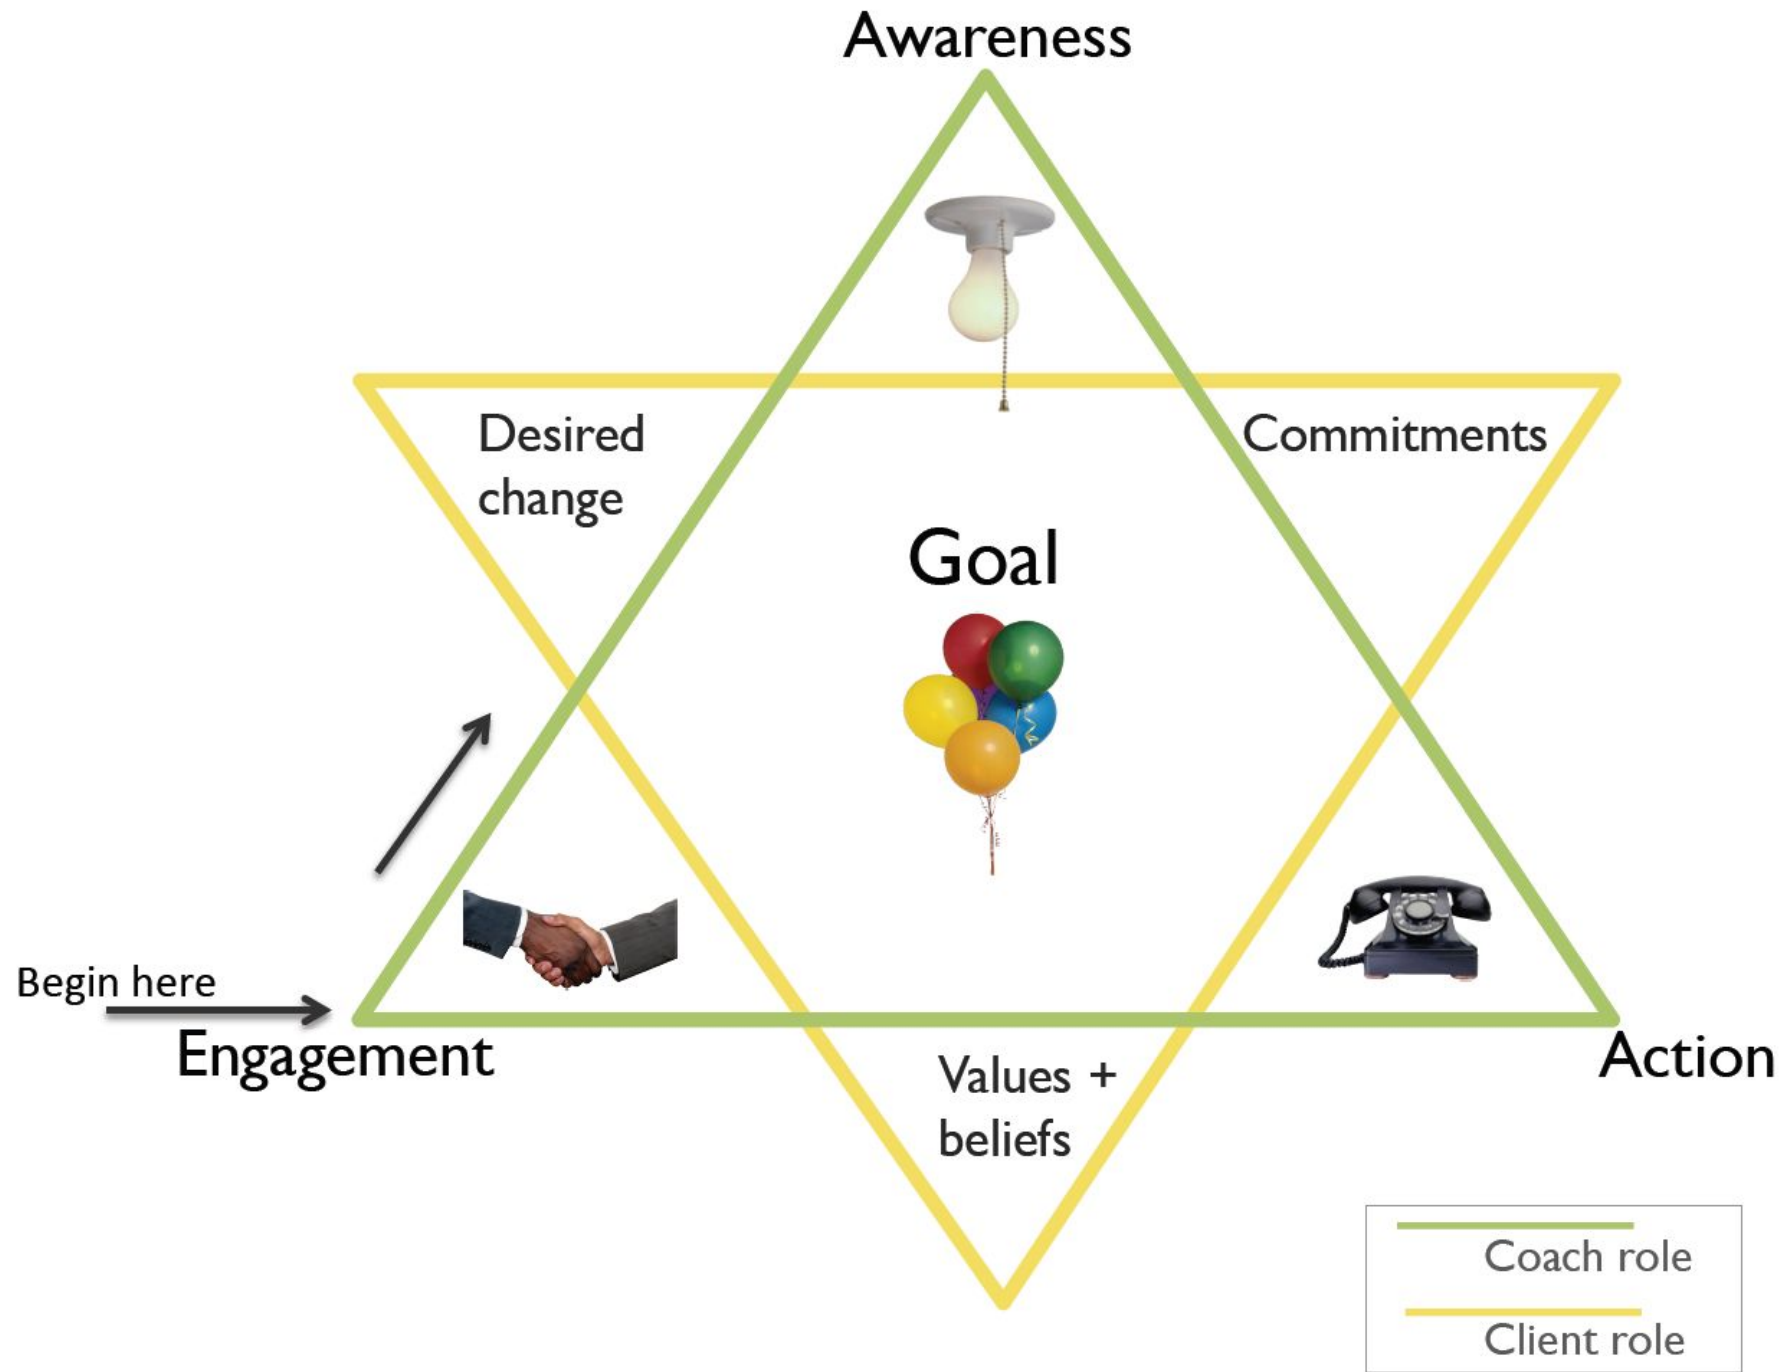 Awareness
Desired
change
Commitments
Goal
Begin here
Engagement
Action
Values +
beliefs
Coach role
Client role